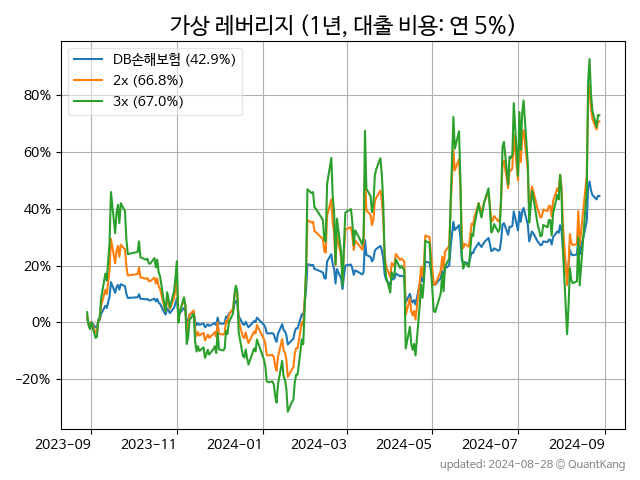 가상 레버리지 (1년, 대출 비용: 연 5%)
DB손해보험 (42.9%)
2x (66.8%)
3x (67.0%)
80%
60%
40%
20%
0%
−20%
2023-09 2023-11 2024-01 2024-03 2024-05 2024-07 2024-09
updated: 2024-08-28 © QuantKang